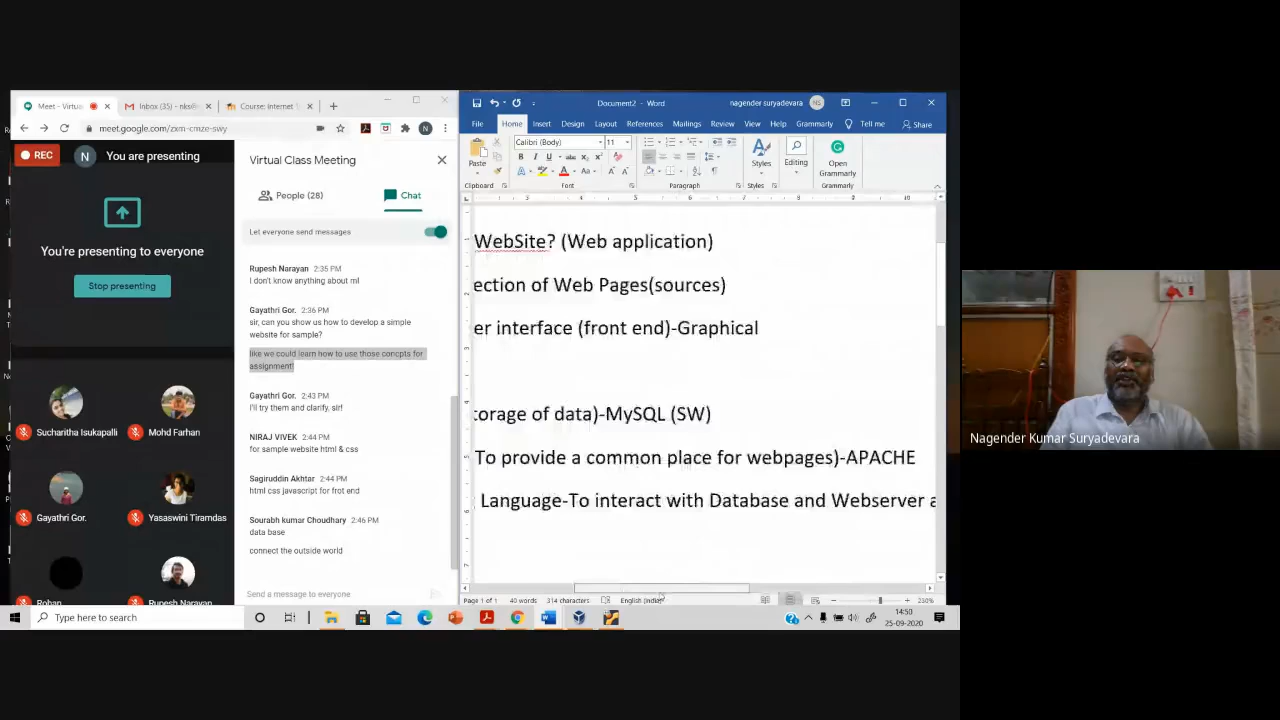 Meet - Virtua
Inbox (35) - nks@
Course: Internet S
meet.google.com/zxm-cmze-swy
REC
N
You are presenting
You're presenting to everyone
Stop presenting
Sucharitha Isukapalli
Mohd Farhan
Gayathri Gor.
Yasaswini Tiramdas
Rohan
Rupesh Narayan
Virtual Class Meeting
People (28)
Chat
Let everyone send messages
Rupesh Narayan 2:35 PM
I don't know anything about ml
Gayathri Gor. 2:36 PM
sir, can you show us how to develop a simple
website for sample?
like we could learn how to use those concpts for
assignment!
Gayathri Gor. 2:43 PM
I'll try them and clarify, sir!
NIRAJ VIVEK 2:44 PM
for sample website html & css
Sagiruddin Akhtar 2:44 PM
html css javascript for frot end
Sourabh kumar Choudhary 2:46 PM
data base
connect the outside world
Send a message to everyone
Document2 - Word
nagender suryadevara
NS
File Home Insert Design Layout References Mailings Review View Grammarly Tell me Share
Calibri (Body) 11
Paste
Styles
Editing
Open
Grammarly
Clipboard Font Paragraph Styles Grammarly
WebSite? (Web application)
ection of Web Pages(sources)
er interface (front end)-Graphical
torage of data)-MySQL (SW)
To provide a common place for webpages)-APACHE
Language-To interact with Database and Webserver a
Page 1 of 1 40 words 314 characters English (India) 230%
Type here to search
14:50
25-09-2020
Nagender Kumar Suryadevara